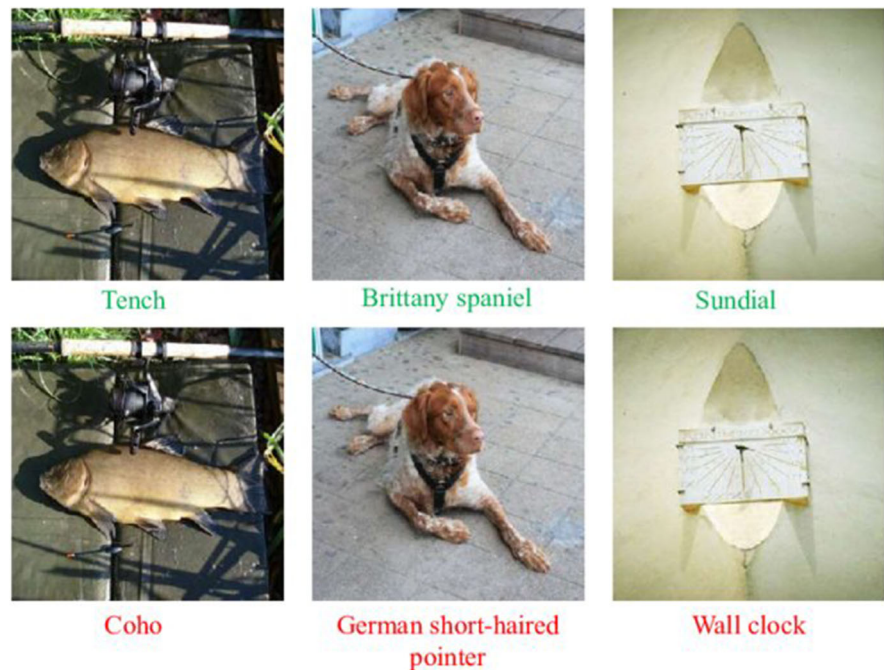 Tench
Brittany spaniel
Sundial
Coho
German short-haired
pointer
Wall clock